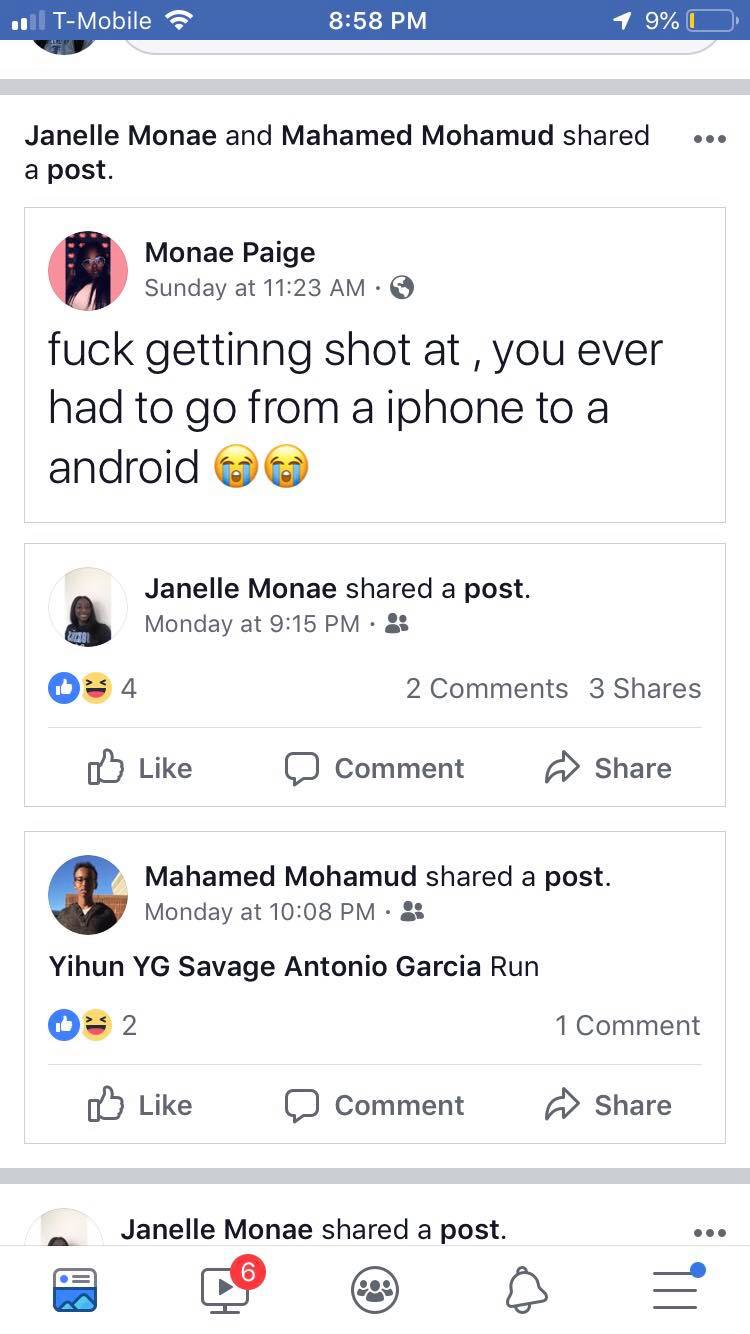 T-Mobile 8:58 PM 9%
Janelle Monae and Mahamed Mohamud shared
a post.
Monae Paige
Sunday at 11:23 AM ·
fuck gettinng shot at , you ever
had to go from a iphone to a
android 😭😭
Janelle Monae shared a post.
Monday at 9:15 PM ·
4 2 Comments 3 Shares
Like Comment Share
Mahamed Mohamud shared a post.
Monday at 10:08 PM ·
Yihun YG Savage Antonio Garcia Run
2 1 Comment
Like Comment Share
Janelle Monae shared a post.
6